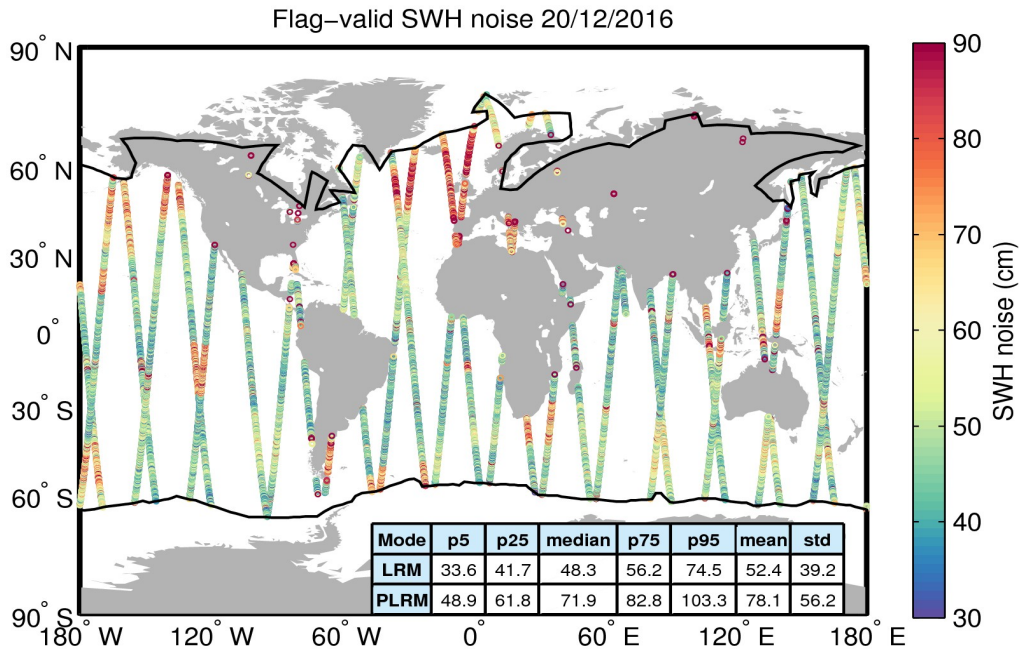 Flag−valid SWH noise 20/12/2016
90° N
60° N
30° N
0°
30° S
60° S
90° S
180° W
120° W
60° W
0°
60° E
120° E
180° E
90
80
70
60
50
40
30
SWH noise (cm)
Mode p5 p25 median p75 p95 mean std
LRM 33.6 41.7 48.3 56.2 74.5 52.4 39.2
PLRM 48.9 61.8 71.9 82.8 103.3 78.1 56.2